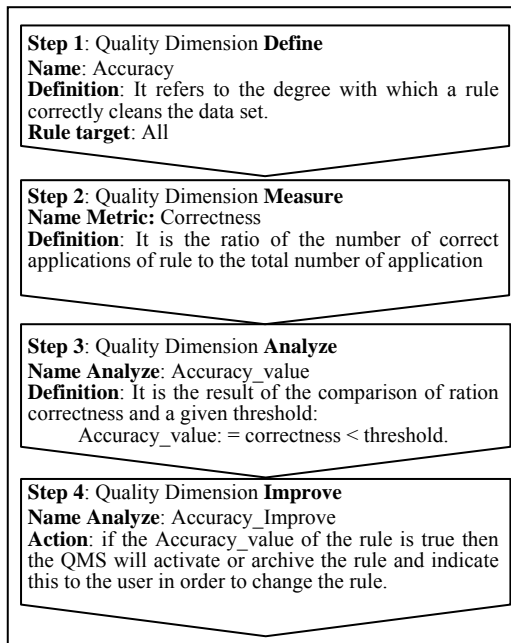 Step 1: Quality Dimension Define
Name: Accuracy
Definition: It refers to the degree with which a rule
correctly cleans the data set.
Rule target: All
Step 2: Quality Dimension Measure
Name Metric: Correctness
Definition: It is the ratio of the number of correct
applications of rule to the total number of application
Step 3: Quality Dimension Analyze
Name Analyze: Accuracy_value
Definition: It is the result of the comparison of ration
correctness and a given threshold:
Accuracy_value: = correctness < threshold.
Step 4: Quality Dimension Improve
Name Analyze: Accuracy_Improve
Action: if the Accuracy_value of the rule is true then
the QMS will activate or archive the rule and indicate
this to the user in order to change the rule.